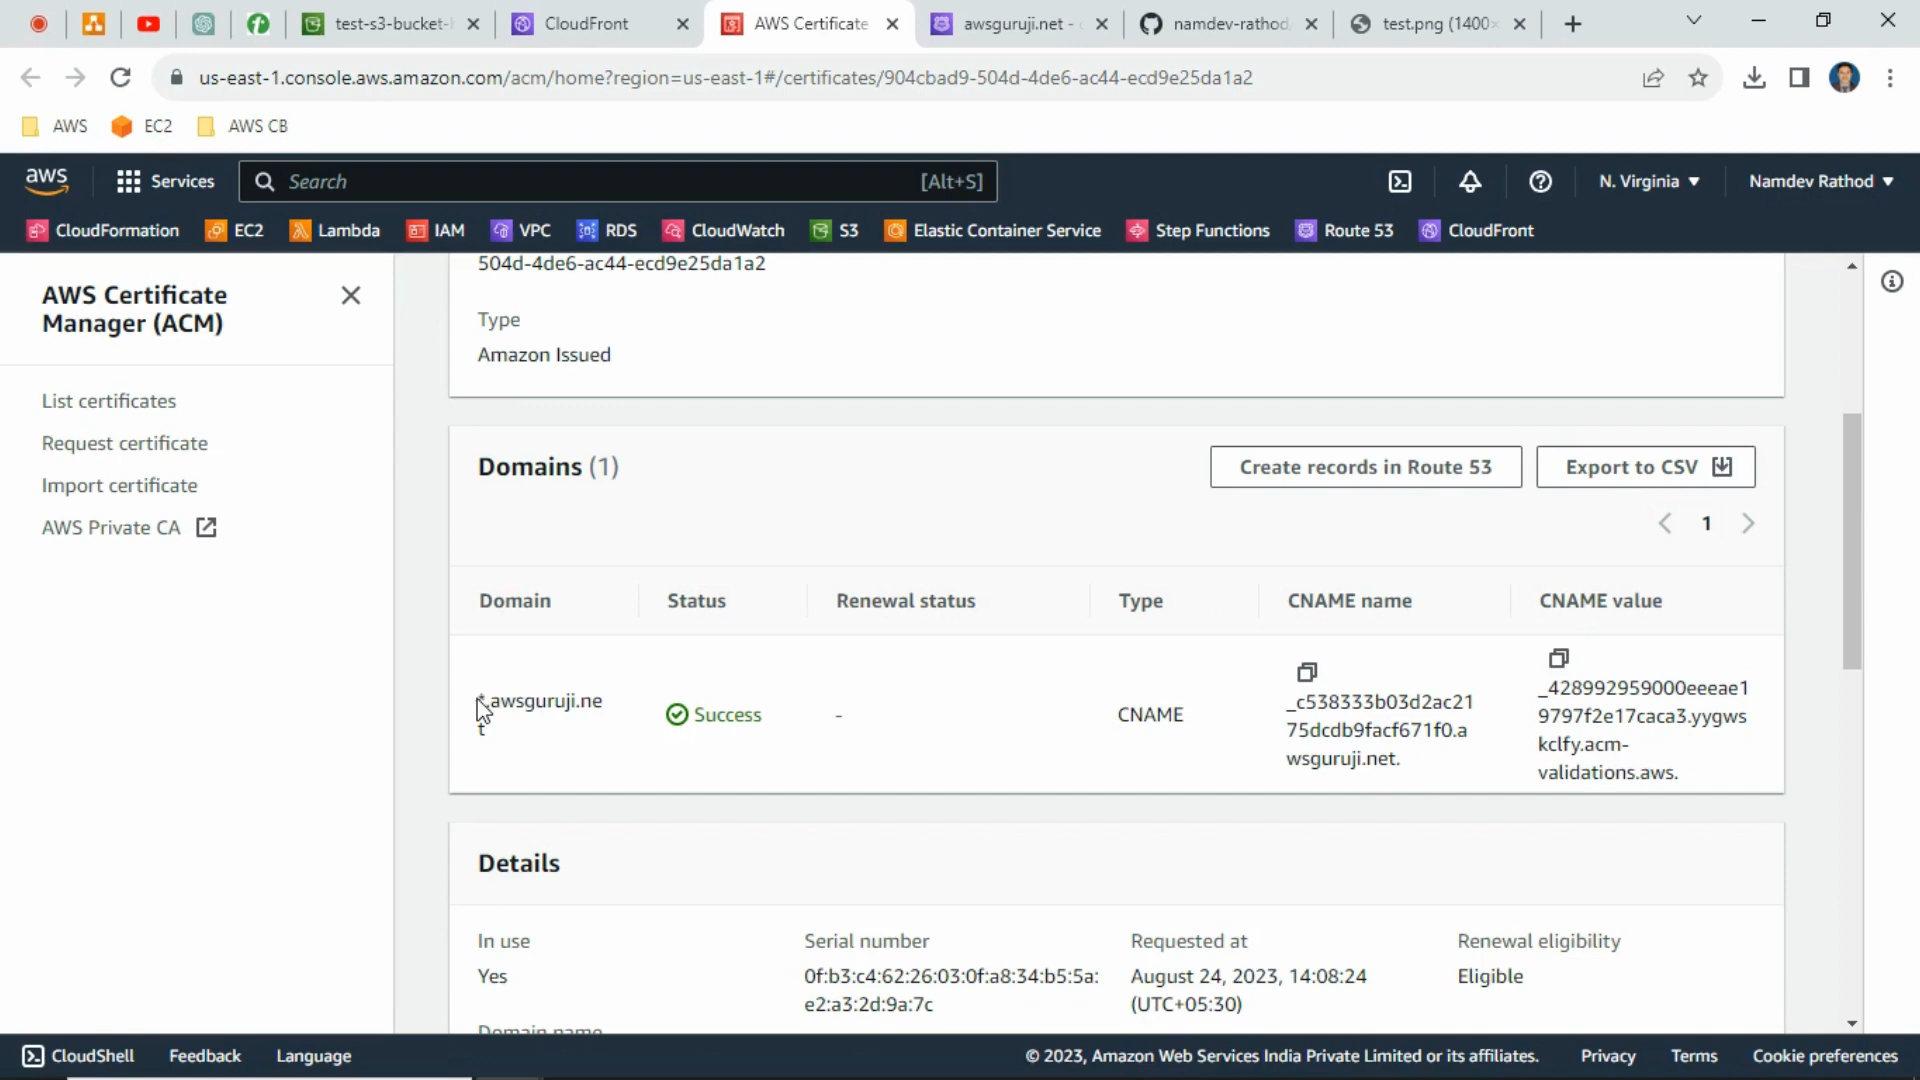 test-s3-bucket-
CloudFront
AWS Certificate
awsguruji.net -
namdev-rathod
test.png (1400×
us-east-1.console.aws.amazon.com/acm/home?region=us-east-1#/certificates/904cbad9-504d-4de6-ac44-ecd9e25da1a2
AWS
EC2
AWS CB
aws
Services
Search
[Alt+S]
N. Virginia
Namdev Rathod
CloudFormation
EC2
Lambda
IAM
VPC
RDS
CloudWatch
S3
Elastic Container Service
Step Functions
Route 53
CloudFront
AWS Certificate
Manager (ACM)
List certificates
Request certificate
Import certificate
AWS Private CA
504d-4de6-ac44-ecd9e25da1a2
Type
Amazon Issued
Domains (1)
Create records in Route 53
Export to CSV
1
Domain
Status
Renewal status
Type
CNAME name
CNAME value
*.awsguruji.ne
t
Success
-
CNAME
_c538333b03d2ac21
75dcdb9facf671f0.a
wsguruji.net.
_428992959000eeeae1
9797f2e17caca3.yygws
kclfy.acm-
validations.aws.
Details
In use
Yes
Serial number
0f:b3:c4:62:26:03:0f:a8:34:b5:5a:
e2:a3:2d:9a:7c
Requested at
August 24, 2023, 14:08:24
(UTC+05:30)
Renewal eligibility
Eligible
Domain name
CloudShell
Feedback
Language
© 2023, Amazon Web Services India Private Limited or its affiliates.
Privacy
Terms
Cookie preferences